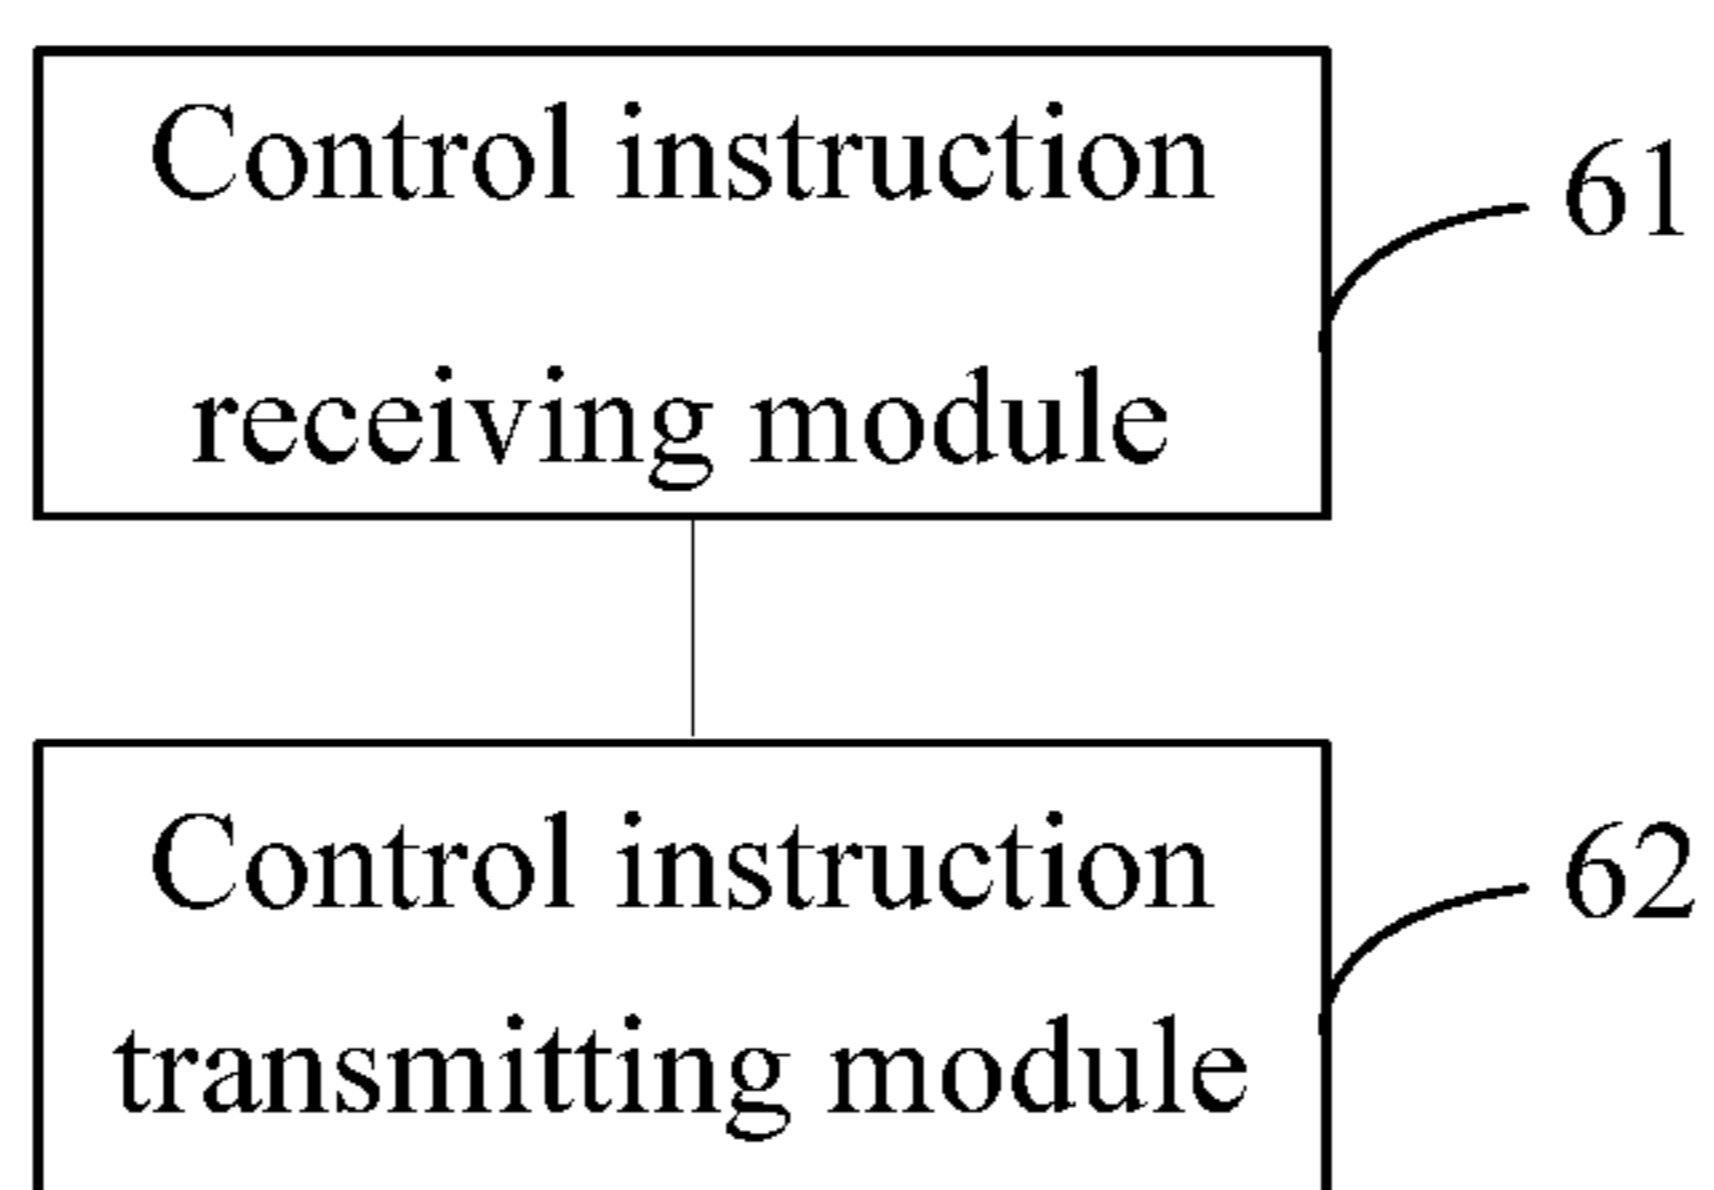 Control instruction
receiving module
61
Control instruction
transmitting module
62